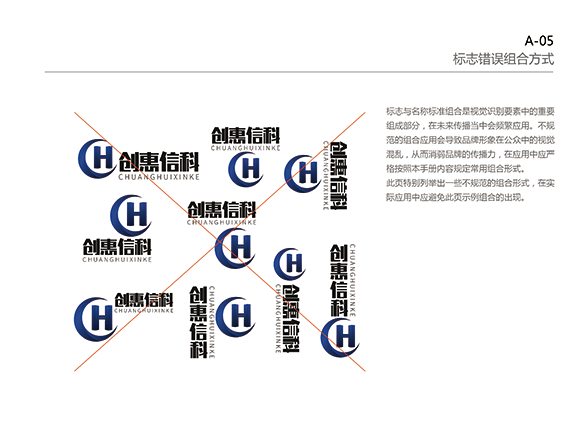 A-05
标志错误组合方式
标志与名称标准组合是视觉识别要素中的重要
组成部分，在未来传播当中会频繁应用。不规
范的组合应用会导致品牌形象在公众中的视觉
混乱，从而消弱品牌的传播力，在应用中应严
格按照本手册内容规定常用组合形式。
此页特别列举出一些不规范的组合形式，在实
际应用中应避免此页示例组合的出现。
创惠信科
CHUANGHUIXINKE
H
H
创惠信科
CHUANGHUIXINKE
H
创惠信科
CHUANGHUIXINKE
H
创惠信科
CHUANGHUIXINKE
创惠信科
CHUANGHUIXINKE
H
H
创惠信科
CHUANGHUIXINKE
创惠信科
CHUANGHUIXINKE
H
H
创惠信科
CHUANGHUIXINKE
创惠信科
CHUANGHUIXINKE
H